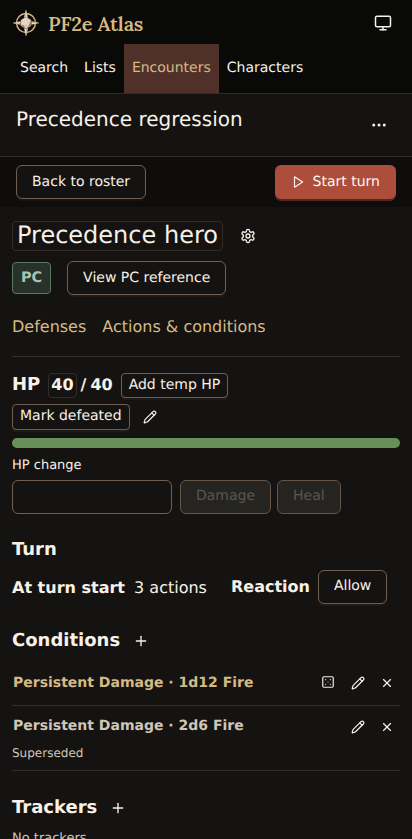 PF2e Atlas
Search Lists Encounters Characters
Precedence regression
Back to roster Start turn
Precedence hero
PC View PC reference
Defenses Actions & conditions
HP 40 / 40 Add temp HP
Mark defeated
HP change
Damage Heal
Turn
At turn start 3 actions Reaction Allow
Conditions
Persistent Damage · 1d12 Fire
Persistent Damage · 2d6 Fire
Superseded
Trackers
No trackers